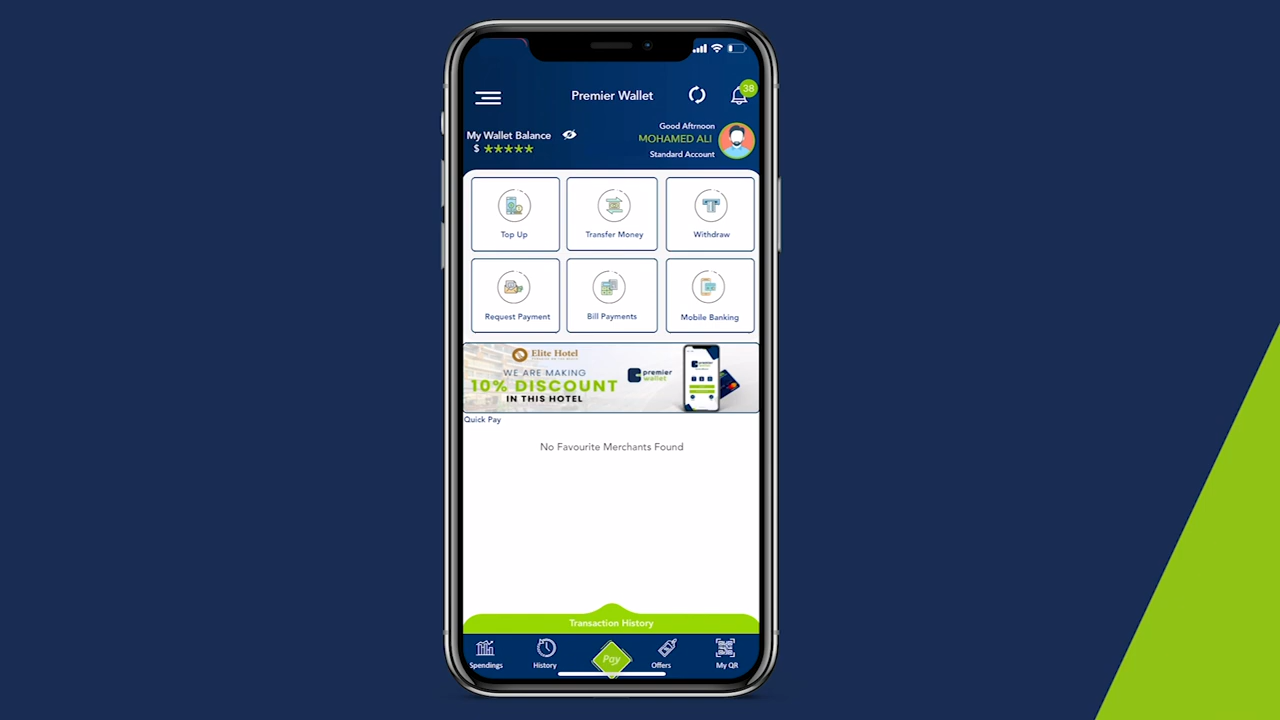 Premier Wallet
38
My Wallet Balance
$ *****
Good Aftrnoon
MOHAMED ALI
Standard Account
Top Up
Transfer Money
Withdraw
Request Payment
Bill Payments
Mobile Banking
Elite Hotel
WE ARE MAKING
10% DISCOUNT
IN THIS HOTEL
premier
wallet
Quick Pay
No Favourite Merchants Found
Transaction History
Spendings
History
Pay
Offers
My QR